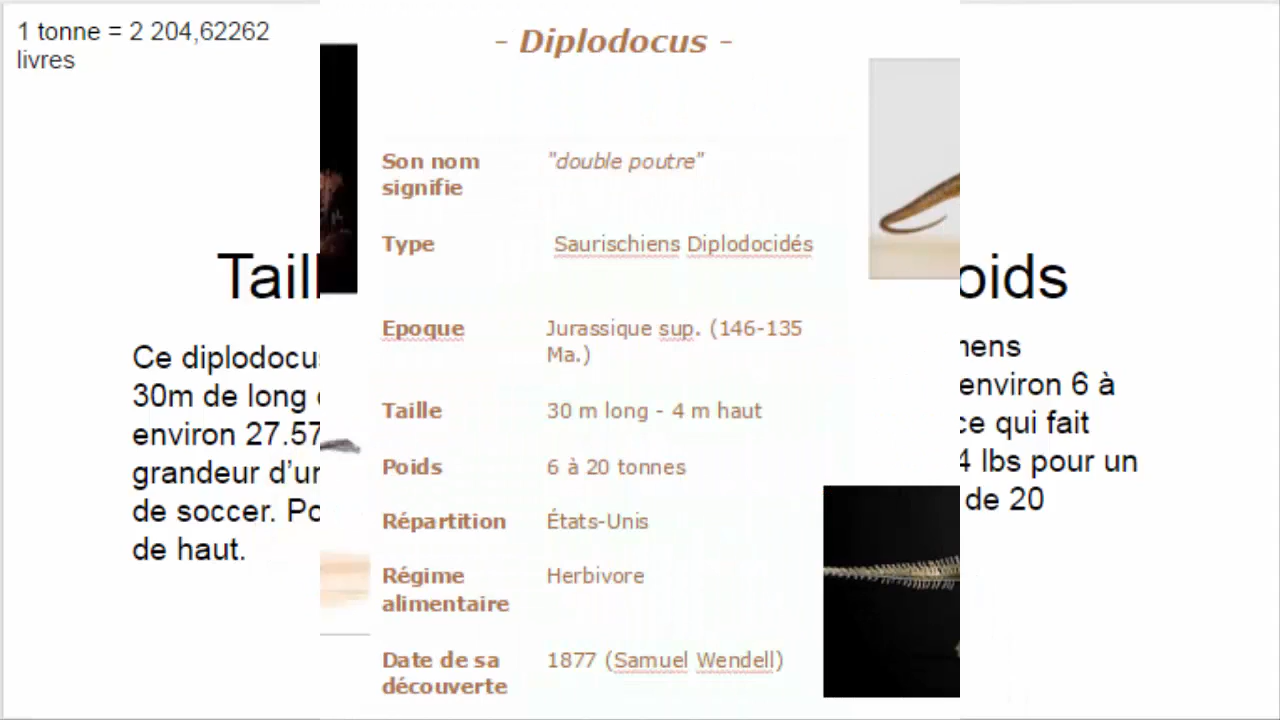 1 tonne = 2 204,62262
livres
- Diplodocus -
Son nom
signifie
"double poutre"
Type
Saurischiens Diplodocidés
Epoque
Jurassique sup. (146-135
Ma.)
Taille
30 m long - 4 m haut
Poids
6 à 20 tonnes
Répartition
États-Unis
Régime
alimentaire
Herbivore
Date de sa
découverte
1877 (Samuel Wendell)
Taill
Ce diplodocus
30m de long
environ 27.57
grandeur d'un
de soccer. Po
de haut.
oids
environ 6 à
ce qui fait
4 lbs pour un
de 20